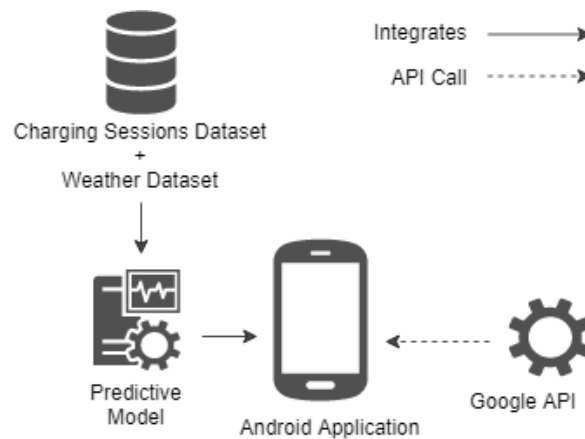 Integrates
API Call
Charging Sessions Dataset
+
Weather Dataset
Predictive
Model
Android Application
Google API